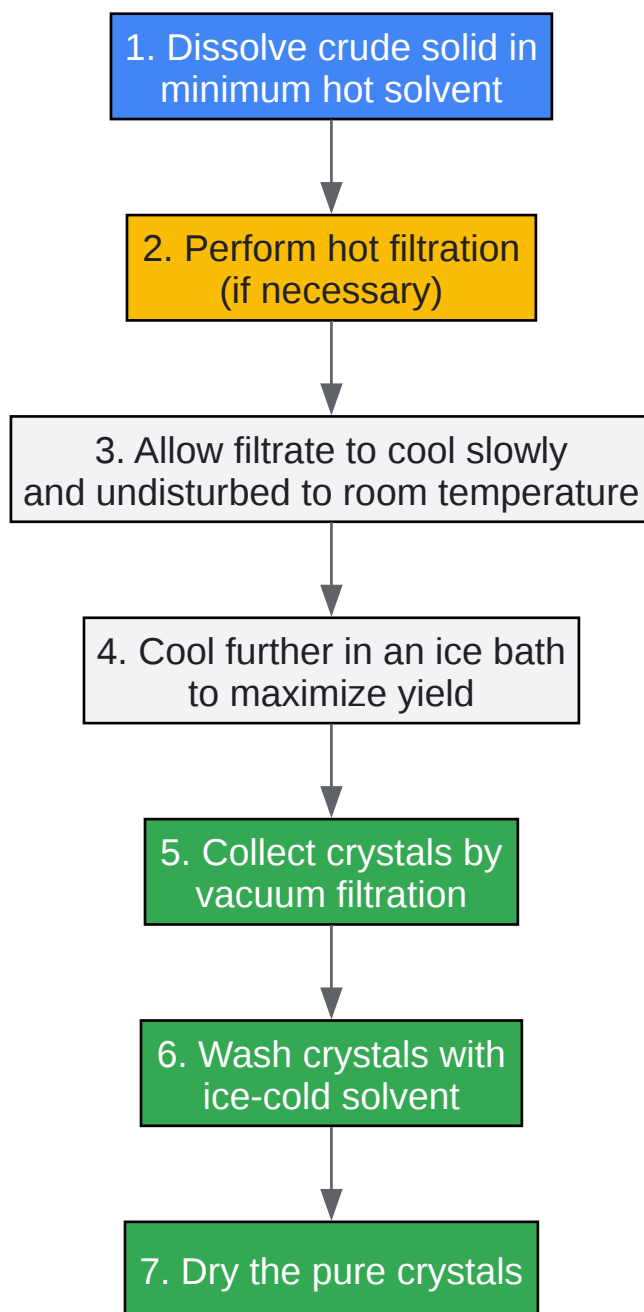 1. Dissolve crude solid in
minimum hot solvent
2. Perform hot filtration
(if necessary)
3. Allow filtrate to cool slowly
and undisturbed to room temperature
4. Cool further in an ice bath
to maximize yield
5. Collect crystals by
vacuum filtration
6. Wash crystals with
ice-cold solvent
7. Dry the pure crystals